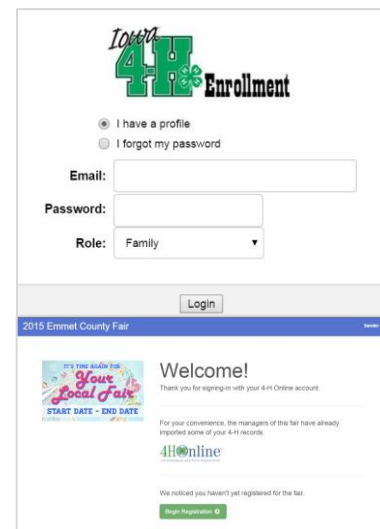 Iowa
4-H Enrollment
I have a profile
I forgot my password
Email:
Password:
Role: Family
Login
2015 Emmet County Fair
IT'S TIME AGAIN FOR
Your
Local Fair
START DATE - END DATE
Welcome!
Thank you for signing-in with your 4-H Online account.
For your convenience, the managers of this fair have already
imported some of your 4-H records.
4HOnline
We noticed you haven't yet registered for the fair.
Begin Registration